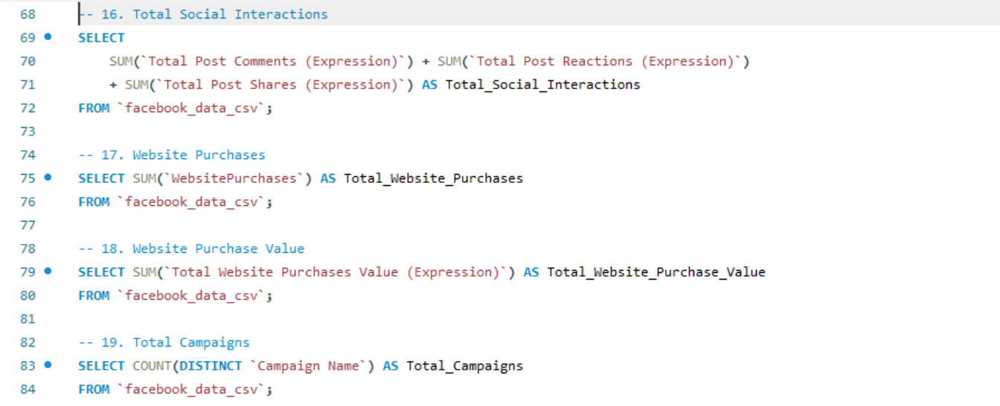 68 -- 16. Total Social Interactions
69 SELECT
70 SUM(`Total Post Comments (Expression)`) + SUM(`Total Post Reactions (Expression)`)
71 + SUM(`Total Post Shares (Expression)`) AS Total_Social_Interactions
72 FROM `facebook_data_csv`;
73
74 -- 17. Website Purchases
75 SELECT SUM(`WebsitePurchases`) AS Total_Website_Purchases
76 FROM `facebook_data_csv`;
77
78 -- 18. Website Purchase Value
79 SELECT SUM(`Total Website Purchases Value (Expression)`) AS Total_Website_Purchase_Value
80 FROM `facebook_data_csv`;
81
82 -- 19. Total Campaigns
83 SELECT COUNT(DISTINCT `Campaign Name`) AS Total_Campaigns
84 FROM `facebook_data_csv`;